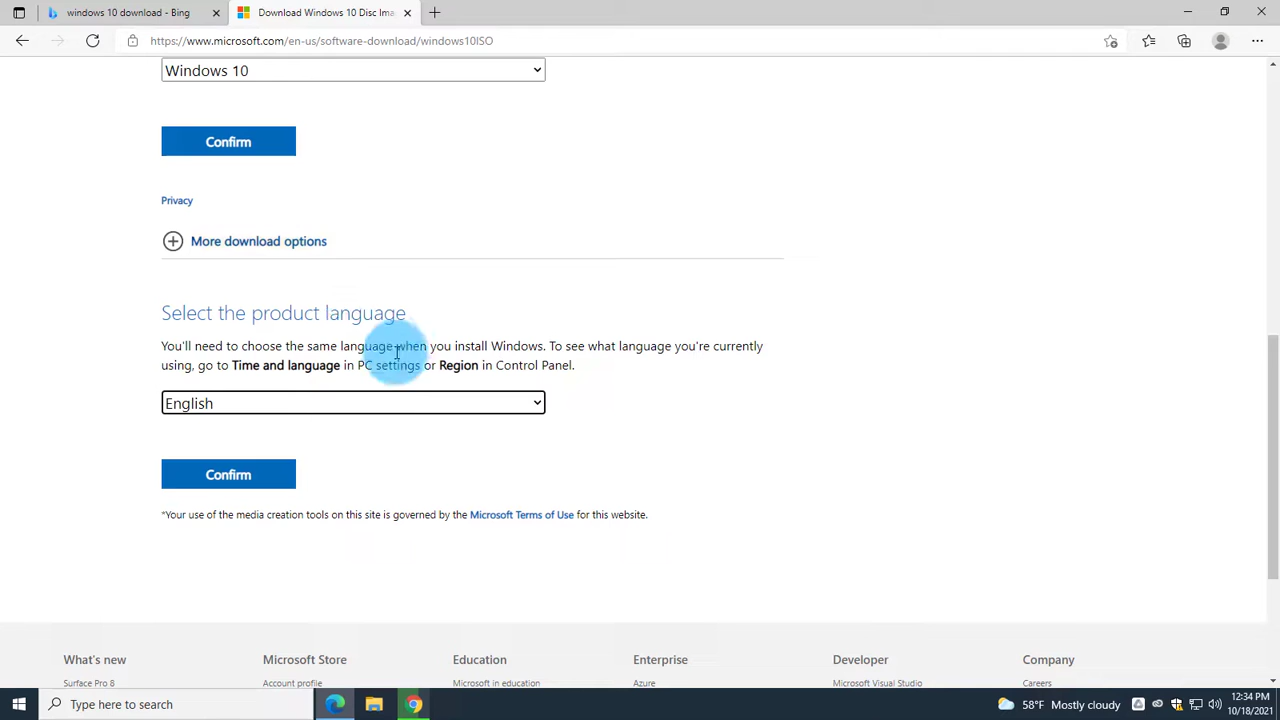 windows 10 download - Bing
Download Windows 10 Disc Ima
https://www.microsoft.com/en-us/software-download/windows10ISO
Windows 10
Confirm
Privacy
More download options
Select the product language
You'll need to choose the same language when you install Windows. To see what language you're currently
using, go to Time and language in PC settings or Region in Control Panel.
English
Confirm
*Your use of the media creation tools on this site is governed by the Microsoft Terms of Use for this website.
What's new
Microsoft Store
Education
Enterprise
Developer
Company
Surface Pro 8
Account profile
Microsoft in education
Azure
Microsoft Visual Studio
Careers
Type here to search
58°F Mostly cloudy
12:34 PM
10/18/2021